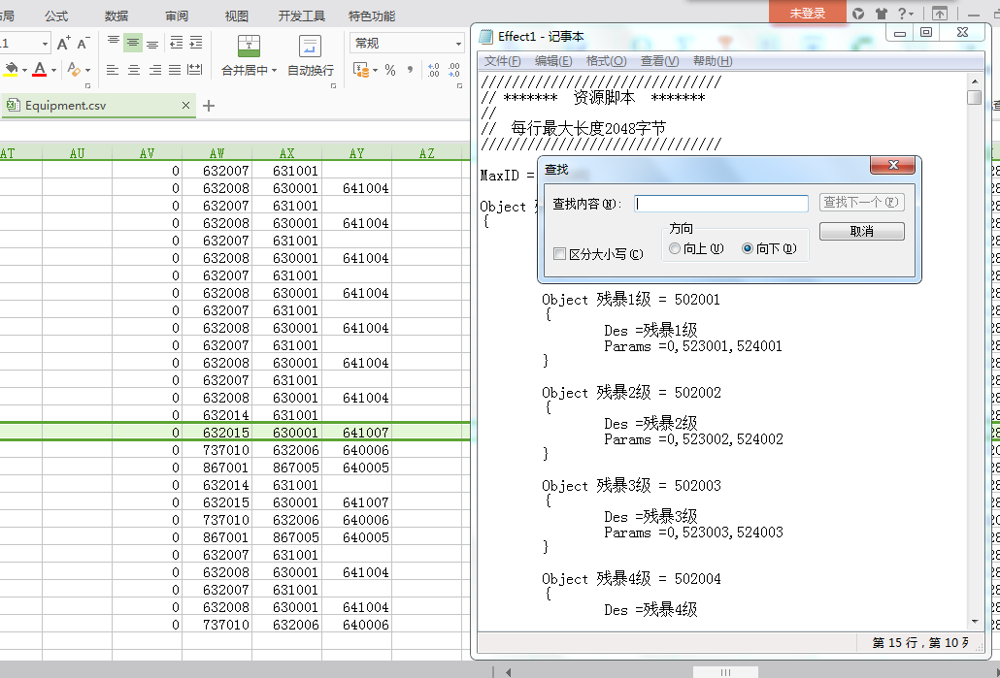 布局 公式 数据 审阅 视图 开发工具 特色功能
未登录
常规
合并居中 自动换行
Equipment.csv
AT AU AV AW AX AY AZ
0 632007 631001
0 632008 630001 641004
0 632007 631001
0 632008 630001 641004
0 632007 631001
0 632008 630001 641004
0 632007 631001
0 632008 630001 641004
0 632007 631001
0 632008 630001 641004
0 632007 631001
0 632008 630001 641004
0 632007 631001
0 632008 630001 641004
0 632014 631001
0 632015 630001 641007
0 737010 632006 640006
0 867001 867005 640005
0 632014 631001
0 632015 630001 641007
0 737010 632006 640006
0 867001 867005 640005
0 632007 631001
0 632008 630001 641004
0 632007 631001
0 632008 630001 641004
0 737010 632006 640006
Effect1 - 记事本
文件(F) 编辑(E) 格式(O) 查看(V) 帮助(H)
///////////////////////////////
// ******* 资源脚本 *******
//
// 每行最大长度2048字节
///////////////////////////////
MaxID =
Object
{
查找
查找内容(N):
查找下一个(F)
取消
方向
向上(U) 向下(D)
区分大小写(C)
Object 残暴1级 = 502001
{
Des =残暴1级
Params =0,523001,524001
}
Object 残暴2级 = 502002
{
Des =残暴2级
Params =0,523002,524002
}
Object 残暴3级 = 502003
{
Des =残暴3级
Params =0,523003,524003
}
Object 残暴4级 = 502004
{
Des =残暴4级
第 15 行，第 10 列